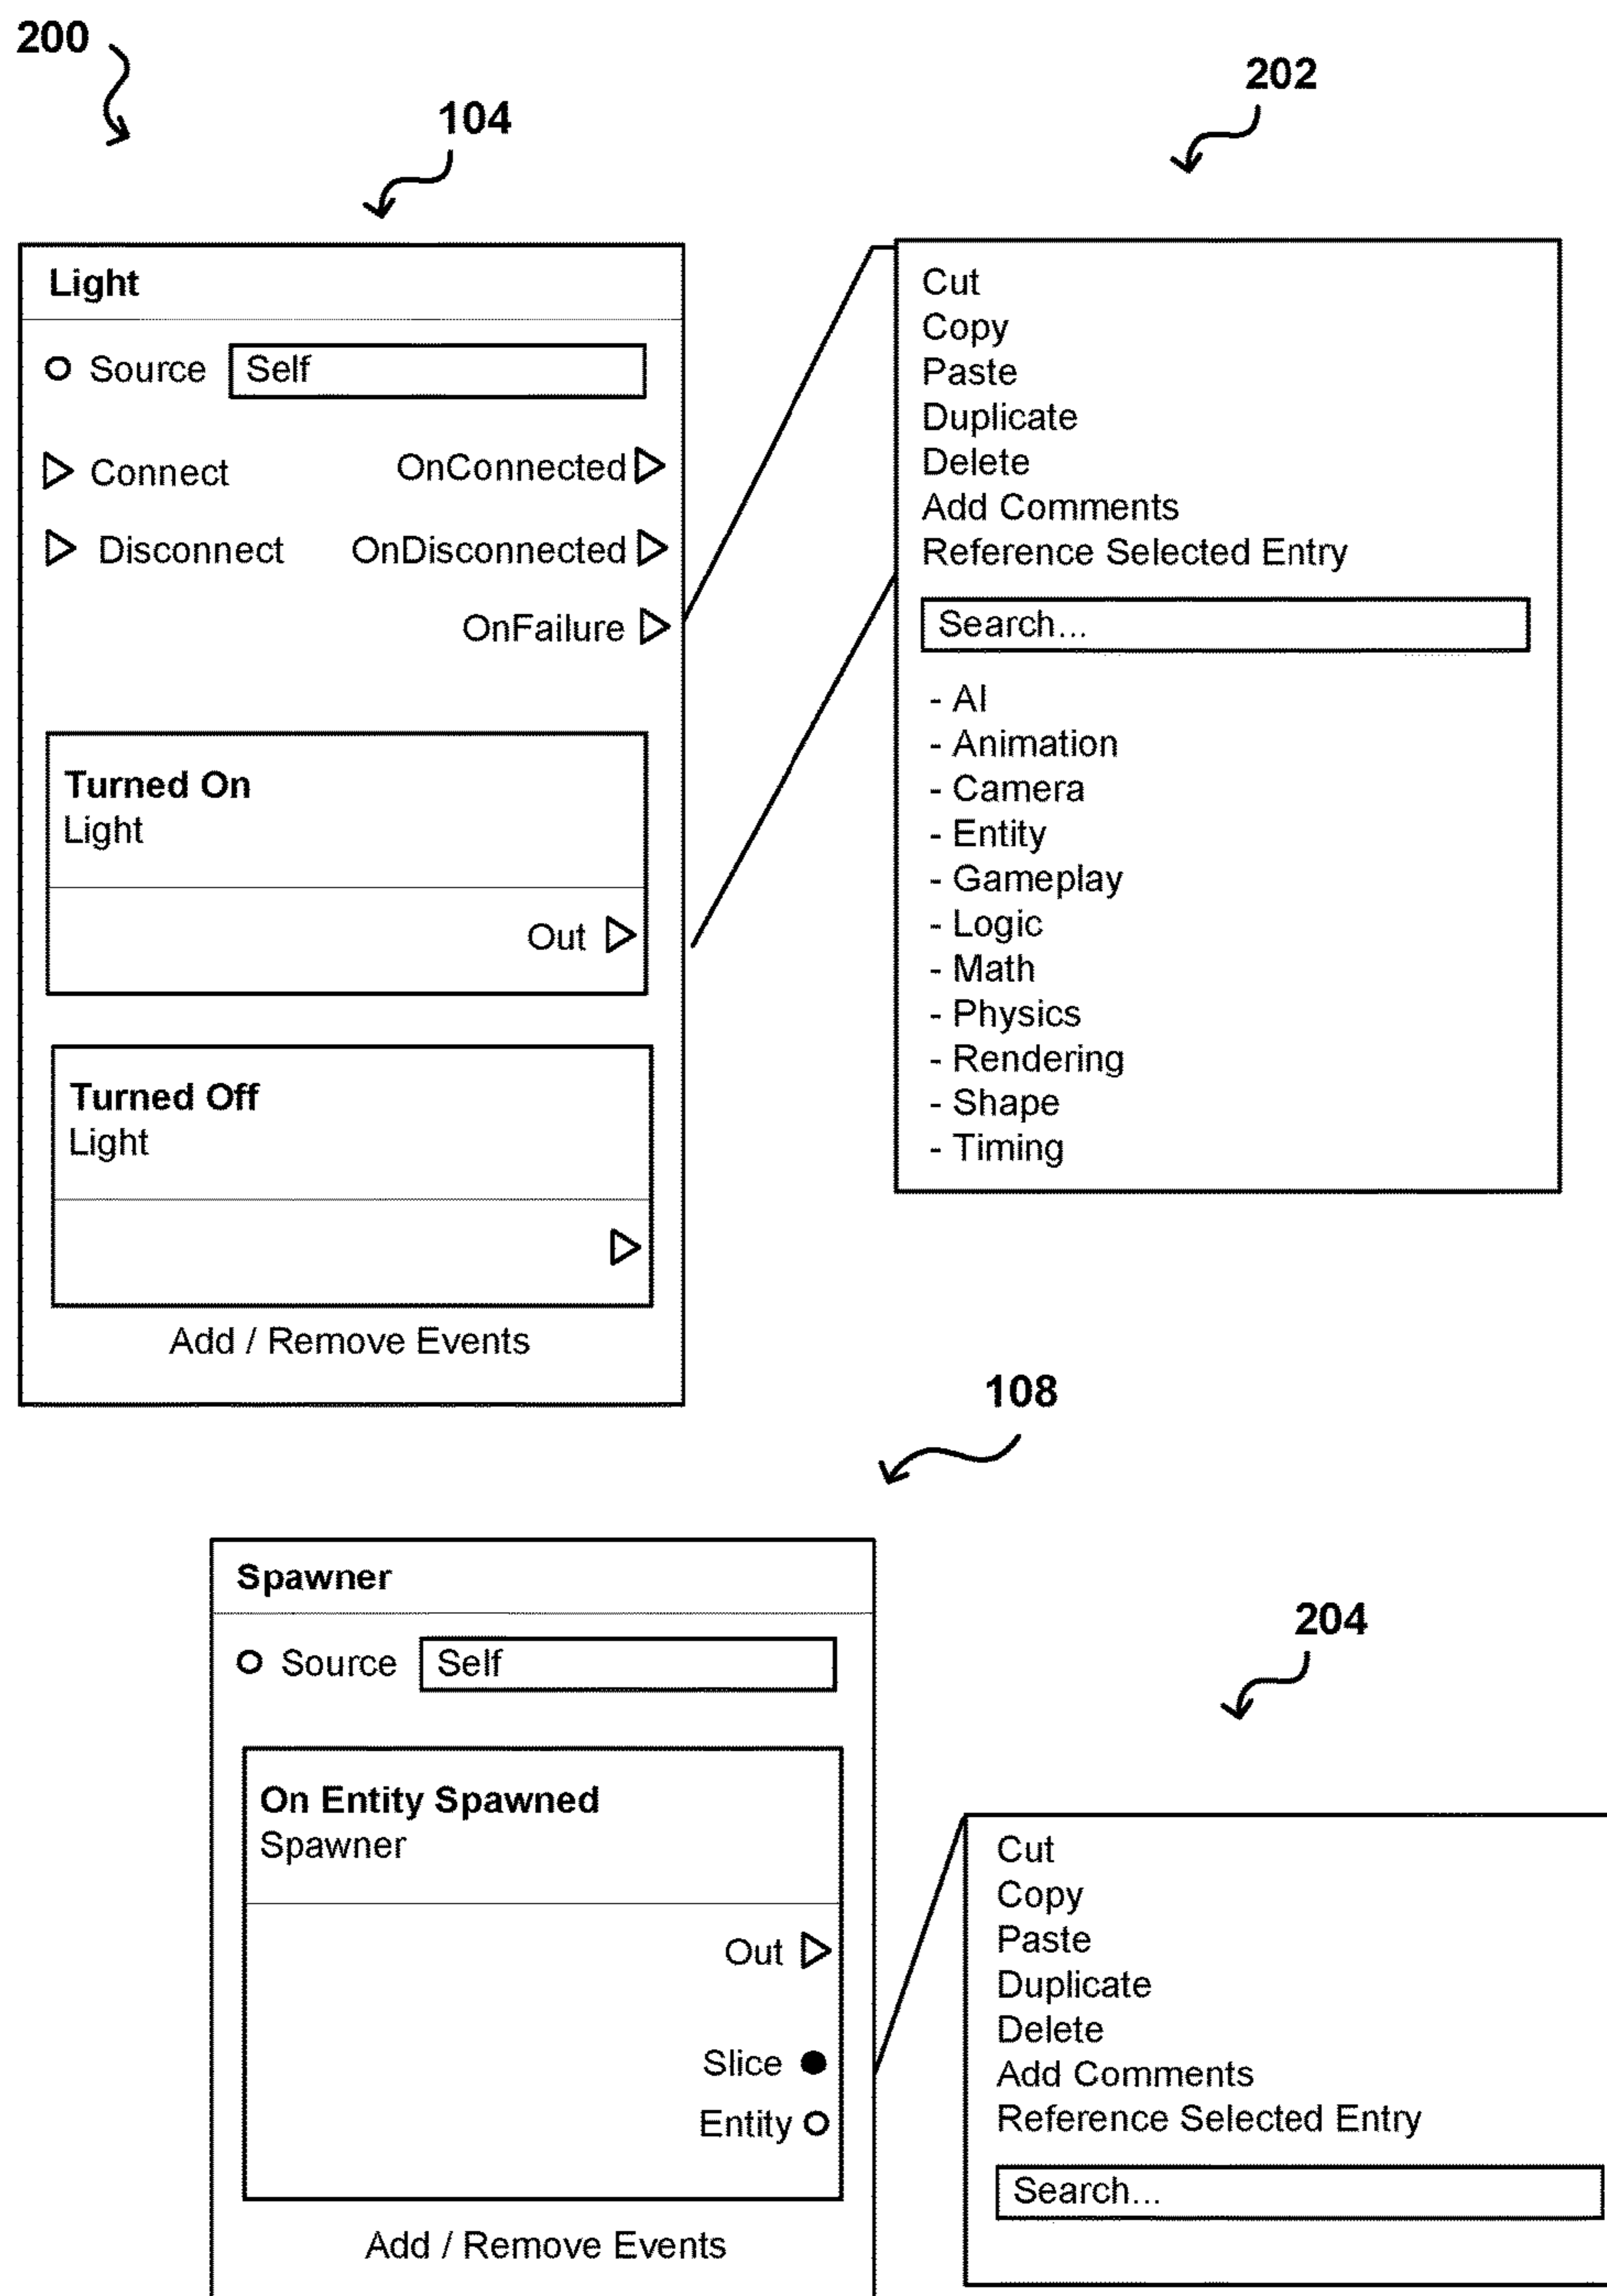 200
104
202
Light
Source Self
Connect OnConnected
Disconnect OnDisconnected
OnFailure
Turned On
Light
Out
Turned Off
Light
Add / Remove Events
Cut
Copy
Paste
Duplicate
Delete
Add Comments
Reference Selected Entry
Search...
- AI
- Animation
- Camera
- Entity
- Gameplay
- Logic
- Math
- Physics
- Rendering
- Shape
- Timing
108
Spawner
Source Self
On Entity Spawned
Spawner
Out
Slice
Entity
Add / Remove Events
204
Cut
Copy
Paste
Duplicate
Delete
Add Comments
Reference Selected Entry
Search...